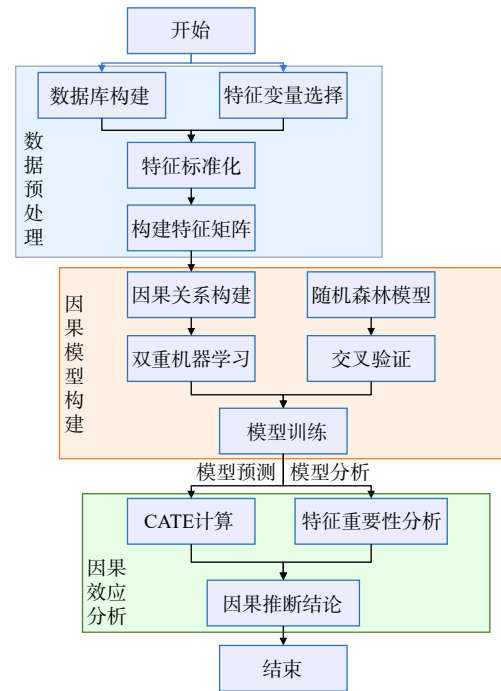 开始
数据库构建
特征变量选择
数据预处理
特征标准化
构建特征矩阵
因果模型构建
因果关系构建
随机森林模型
双重机器学习
交叉验证
模型训练
模型预测
模型分析
CATE计算
特征重要性分析
因果
效应
分析
因果推断结论
结束